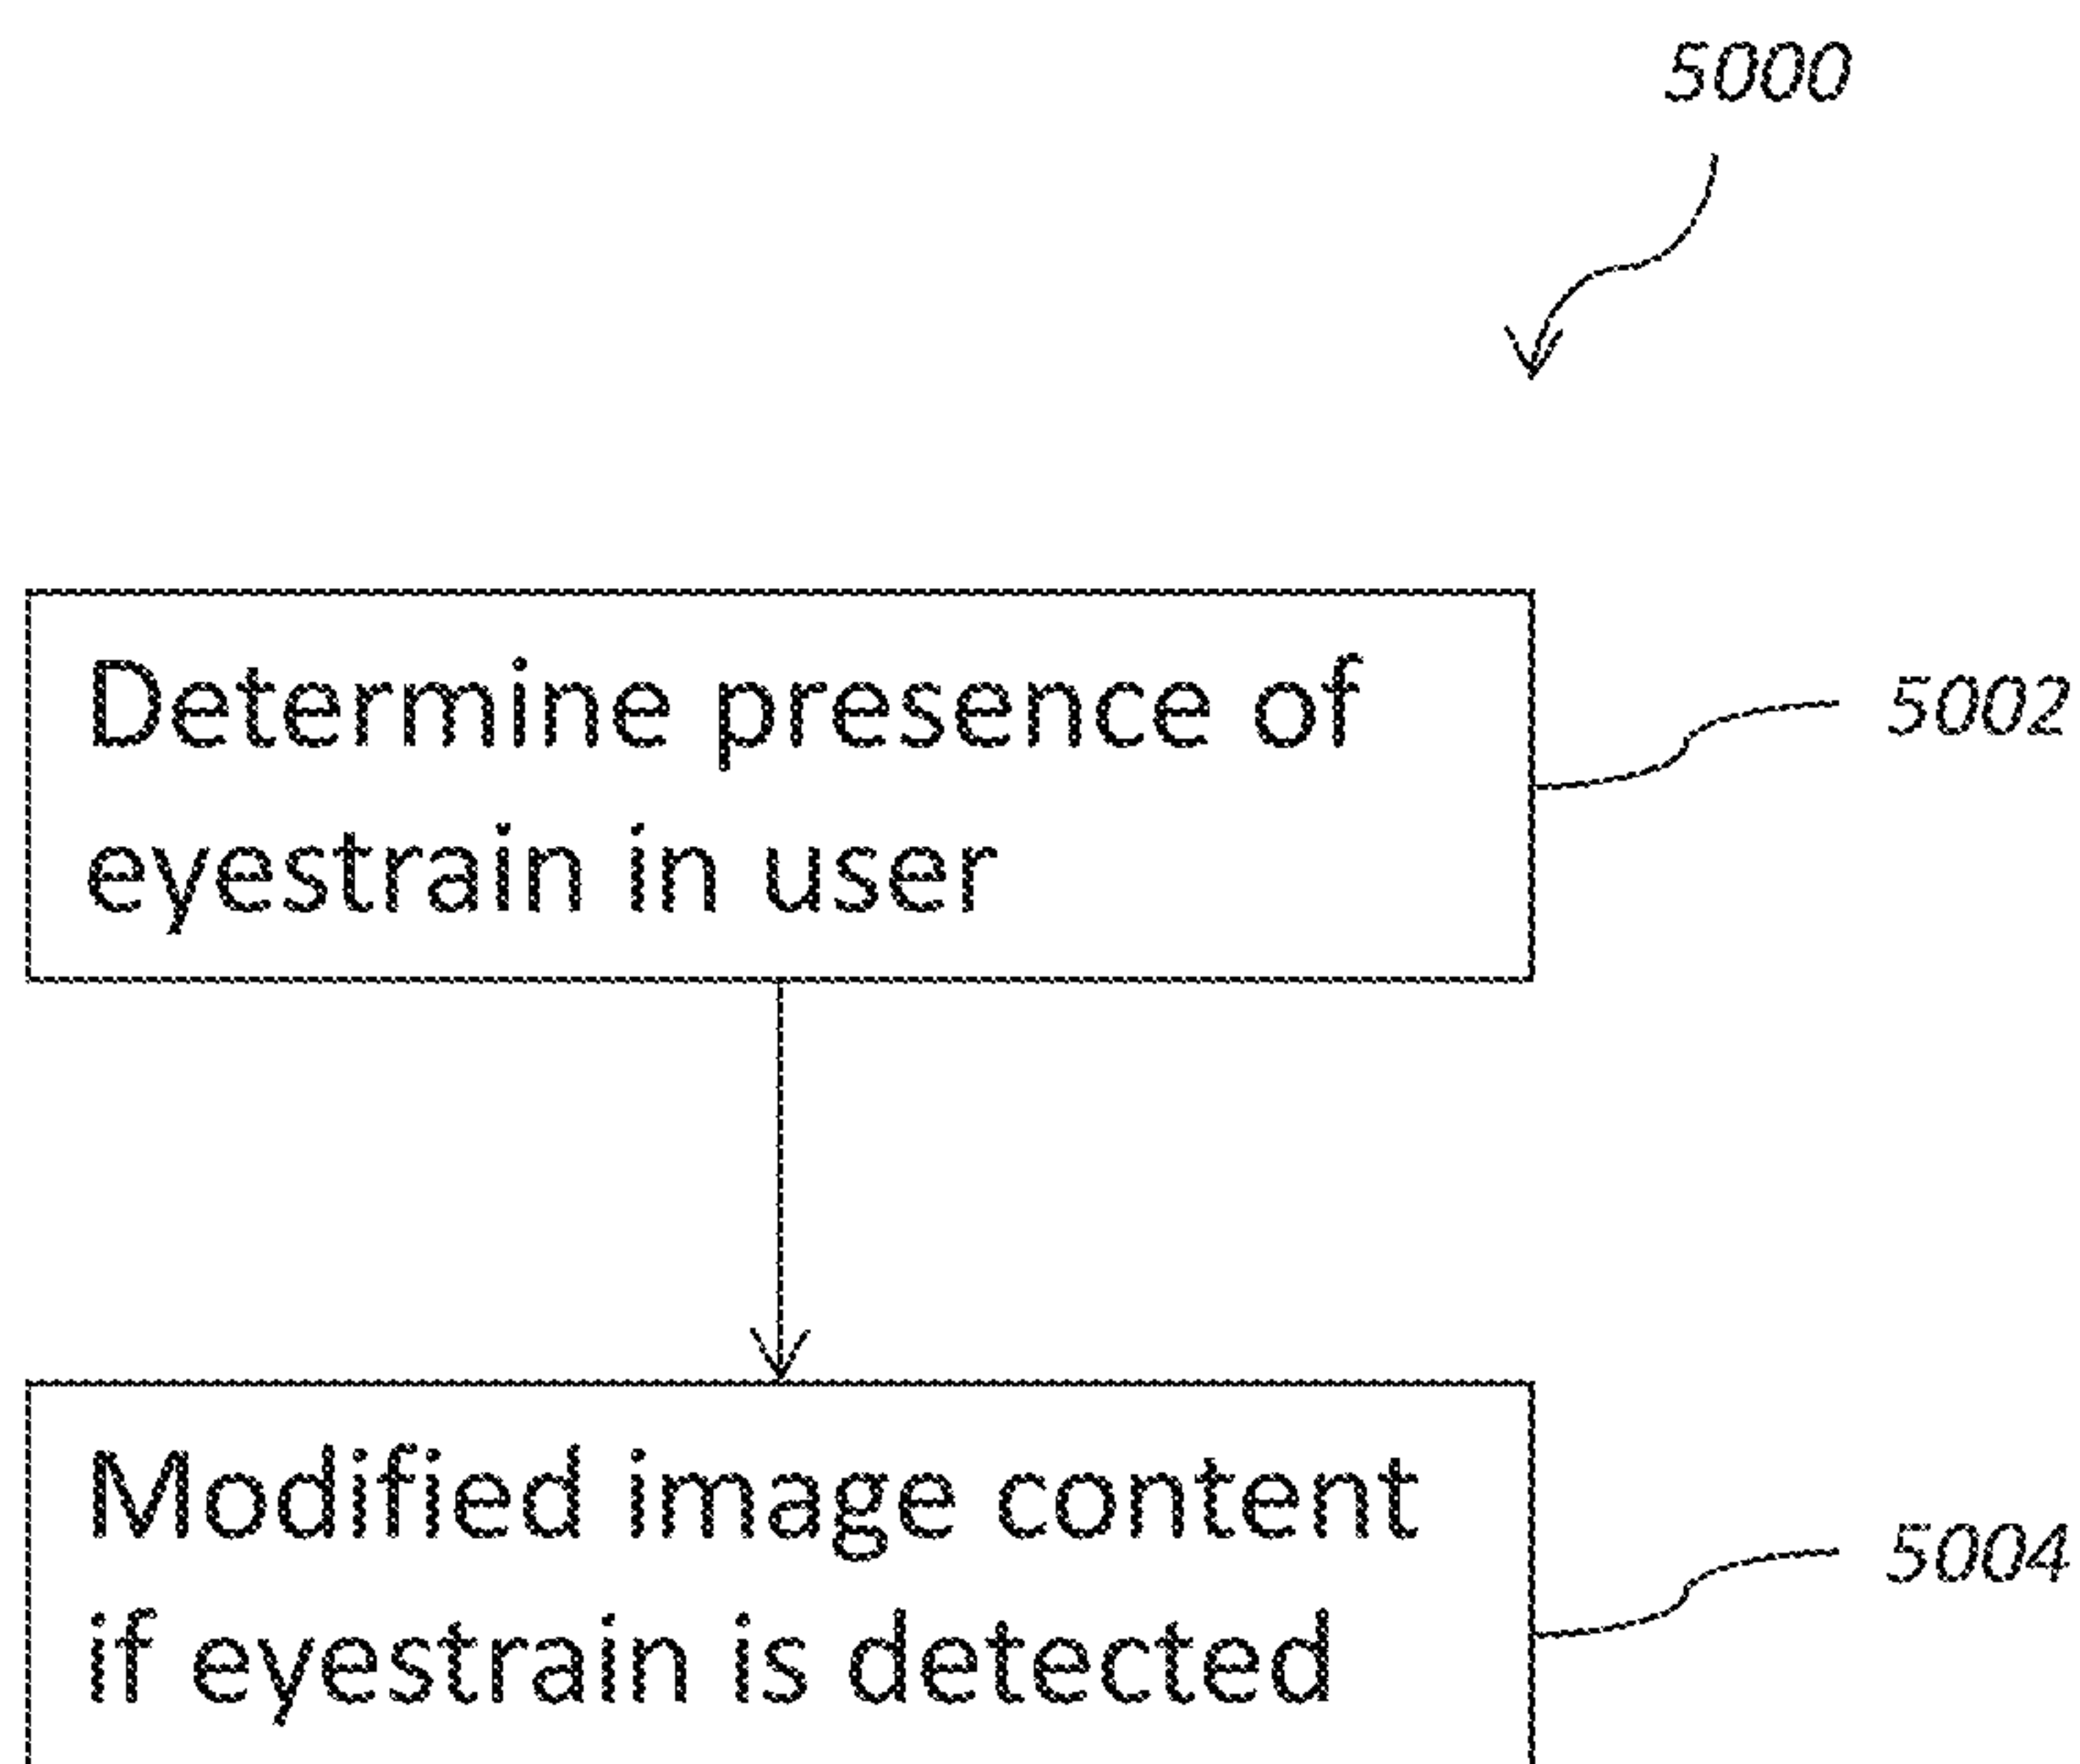 5000
Determine presence of
eyestrain in user
5002
Modified image content
if eyestrain is detected
5004